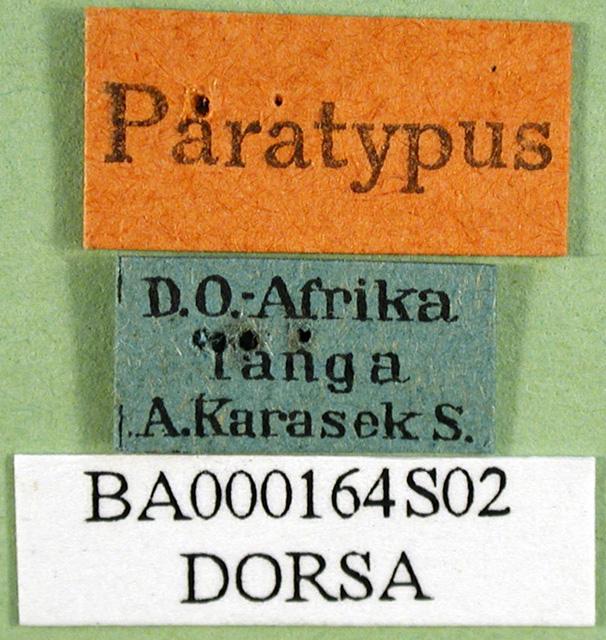 Paratypus
D.O.-Afrika
Tanga
A.Karasek S.
BA000164S02
DORSA